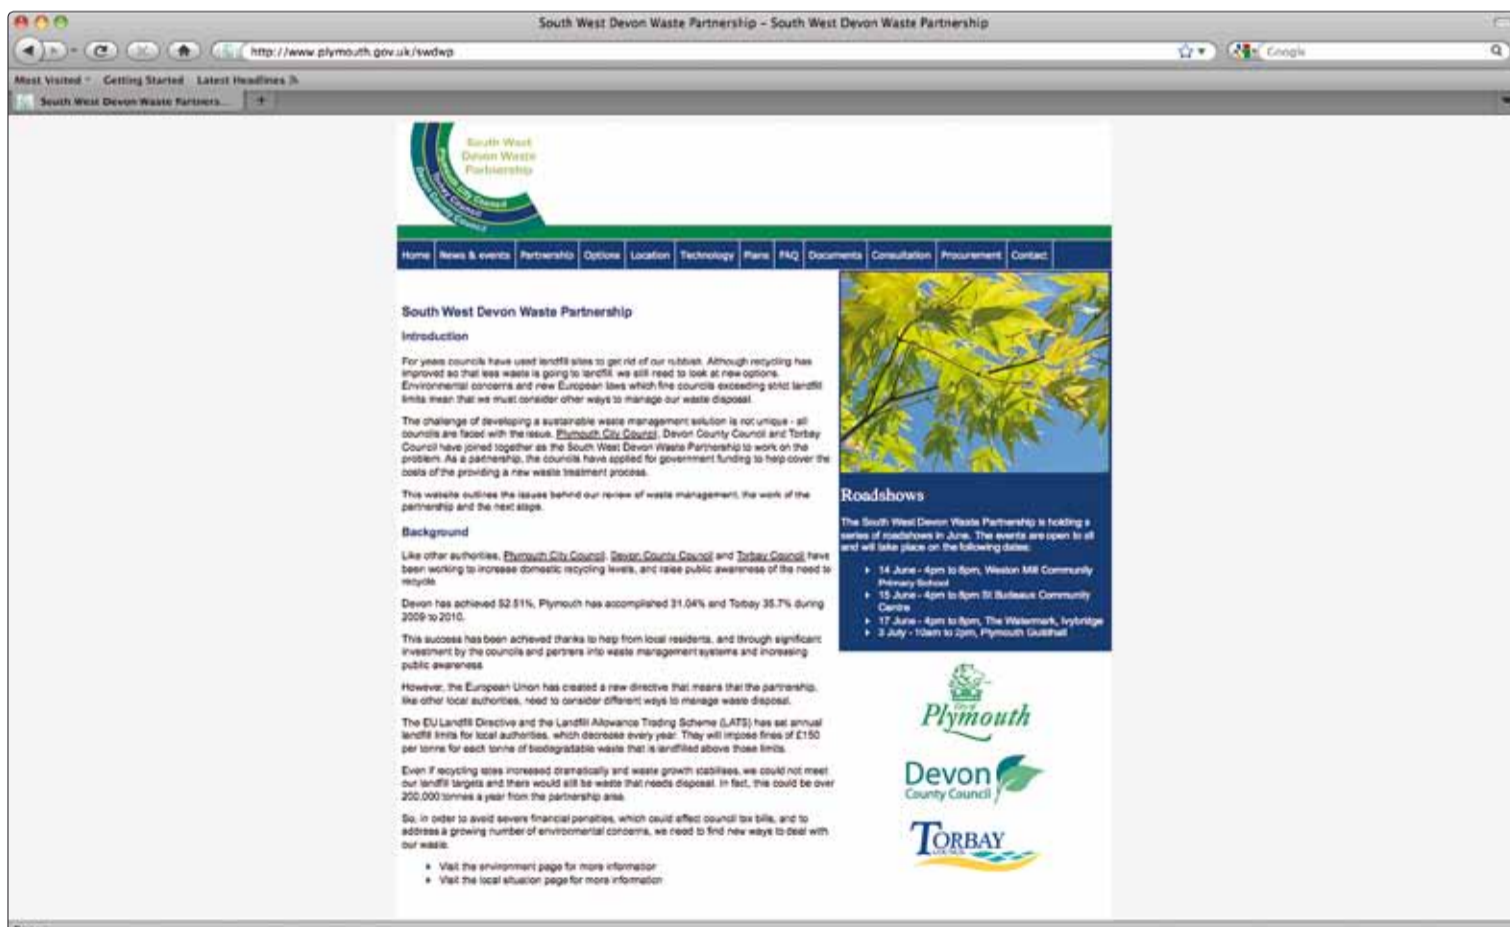 South West Devon Waste Partnership – South West Devon Waste Partnership
http://www.plymouth.gov.uk/swdwp
Google
Most Visited Getting Started Latest Headlines
South West Devon Waste Partners...
South West
Devon Waste
Partnership
Plymouth City Council
Torbay Council
Devon County Council
Home News & events Partnership Options Location Technology Plans FAQ Documents Consultation Procurement Contact
South West Devon Waste Partnership
Introduction
For years councils have used landfill sites to get rid of our rubbish. Although recycling has
improved so that less waste is going to landfill, we still need to look at new options.
Environmental concerns and new European laws which fine councils exceeding strict landfill
limits mean that we must consider other ways to manage our waste disposal.
The challenge of developing a sustainable waste management solution is not unique - all
councils are faced with the issue. Plymouth City Council, Devon County Council and Torbay
Council have joined together as the South West Devon Waste Partnership to work on the
problem. As a partnership, the councils have applied for government funding to help cover the
costs of the providing a new waste treatment process.
This website outlines the issues behind our review of waste management, the work of the
partnership and the next steps.
Background
Like other authorities, Plymouth City Council, Devon County Council and Torbay Council have
been working to increase domestic recycling levels, and raise public awareness of the need to
recycle.
Devon has achieved 52.51%, Plymouth has accomplished 31.04% and Torbay 35.7% during
2009 to 2010.
This success has been achieved thanks to help from local residents, and through significant
investment by the councils and partners into waste management systems and increasing
public awareness.
However, the European Union has created a new directive that means that the partnership,
like other local authorities, need to consider different ways to manage waste disposal.
The EU Landfill Directive and the Landfill Allowance Trading Scheme (LATS) has set annual
landfill limits for local authorities, which decrease every year. They will impose fines of £150
per tonne for each tonne of biodegradable waste that is landfilled above those limits.
Even if recycling rates increased dramatically and waste growth stabilises, we could not meet
our landfill targets and there would still be waste that needs disposal. In fact, this could be over
200,000 tonnes a year from the partnership area.
So, in order to avoid severe financial penalties, which could affect council tax bills, and to
address a growing number of environmental concerns, we need to find new ways to deal with
our waste.
Visit the environment page for more information
Visit the local situation page for more information
Roadshows
The South West Devon Waste Partnership is holding a
series of roadshows in June. The events are open to all
and will take place on the following dates:
14 June - 4pm to 8pm, Weston Mill Community
Primary School
15 June - 4pm to 8pm St Budeaux Community
Centre
17 June - 4pm to 8pm, The Watermark, Ivybridge
3 July - 10am to 2pm, Plymouth Guildhall
City of
Plymouth
Devon
County Council
TORBAY
COUNCIL